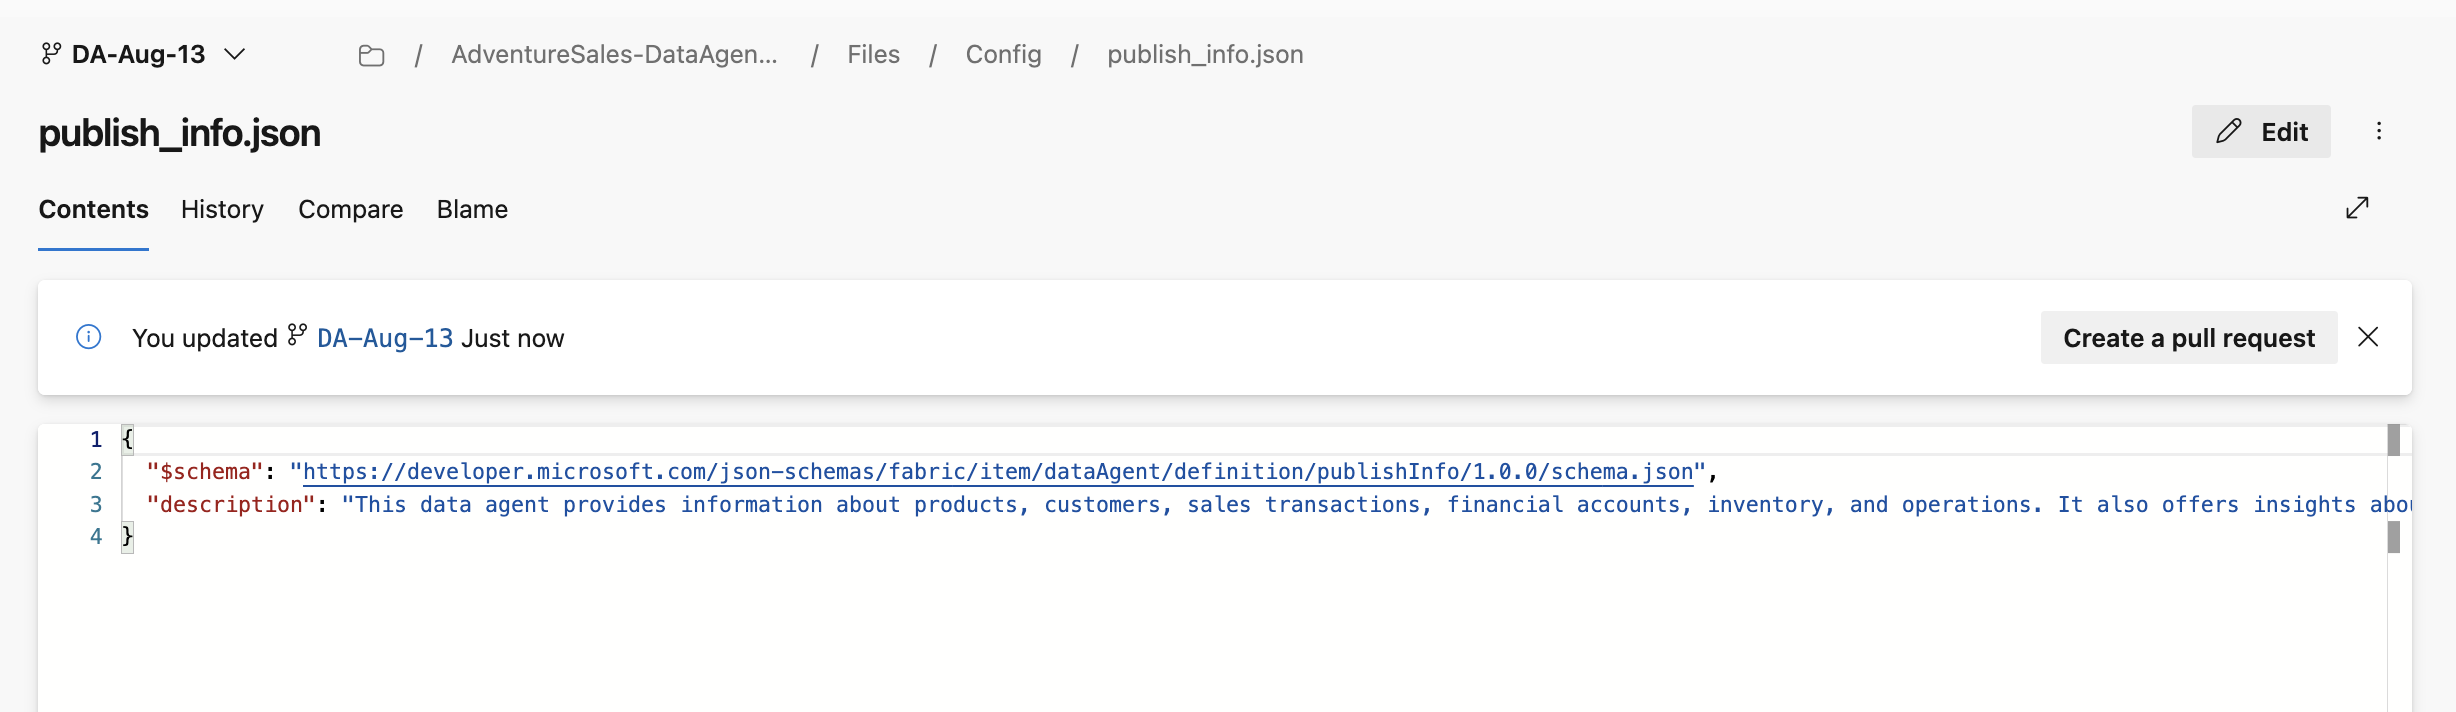 DA-Aug-13 / AdventureSales-DataAgen... / Files / Config / publish_info.json
publish_info.json
Edit
Contents History Compare Blame
You updated DA-Aug-13 Just now
Create a pull request
1 {
2 "$schema": "https://developer.microsoft.com/json-schemas/fabric/item/dataAgent/definition/publishInfo/1.0.0/schema.json",
3 "description": "This data agent provides information about products, customers, sales transactions, financial accounts, inventory, and operations. It also offers insights abou
4 }